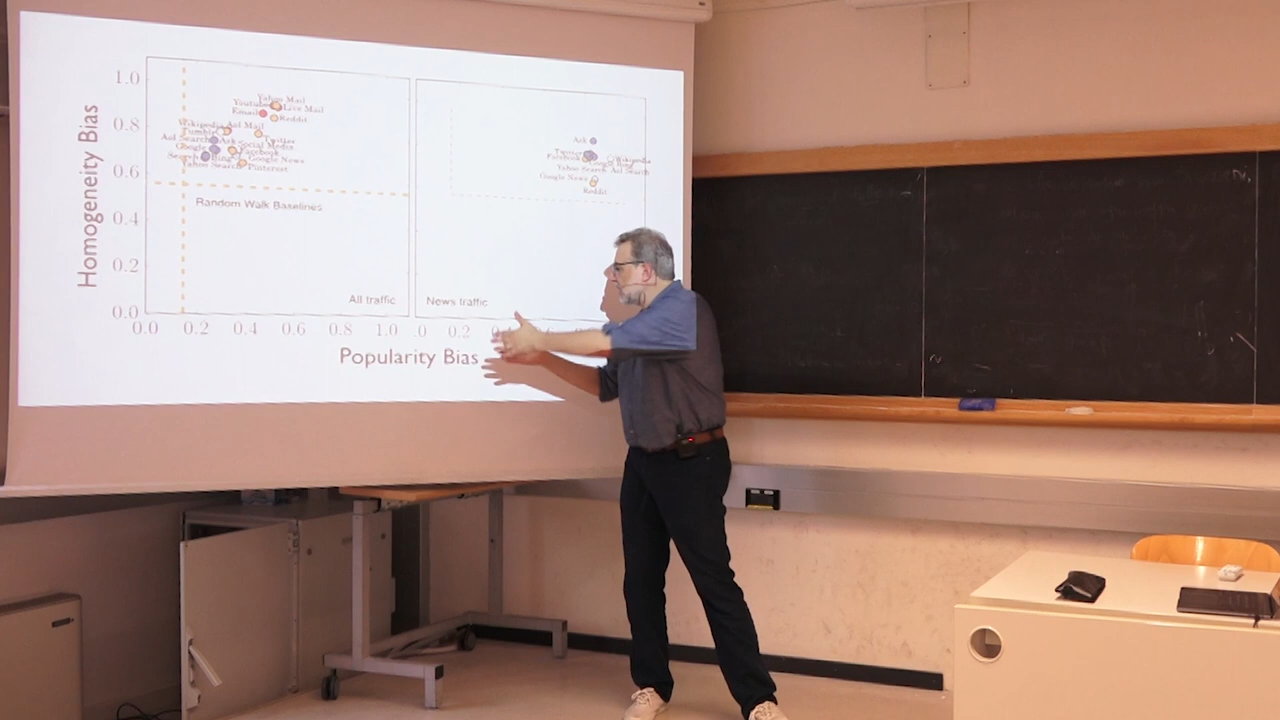 Homogeneity Bias
1.0
0.8
0.6
0.4
0.2
0.0
Yahoo Mail
Youtube Live Mail
Email Reddit
Wikipedia Aol Mail
Tumblr Twitter
Aol Search Ask Social Media
Google Facebook
Search Bing Google News
Yahoo Search Pinterest
Random Walk Baselines
All traffic
Ask
Twitter Wikipedia
Facebook Google Bing
Yahoo Search Aol Search
Google News
Reddit
News traffic
0.0 0.2 0.4 0.6 0.8 1.0 .0 0.2
Popularity Bias